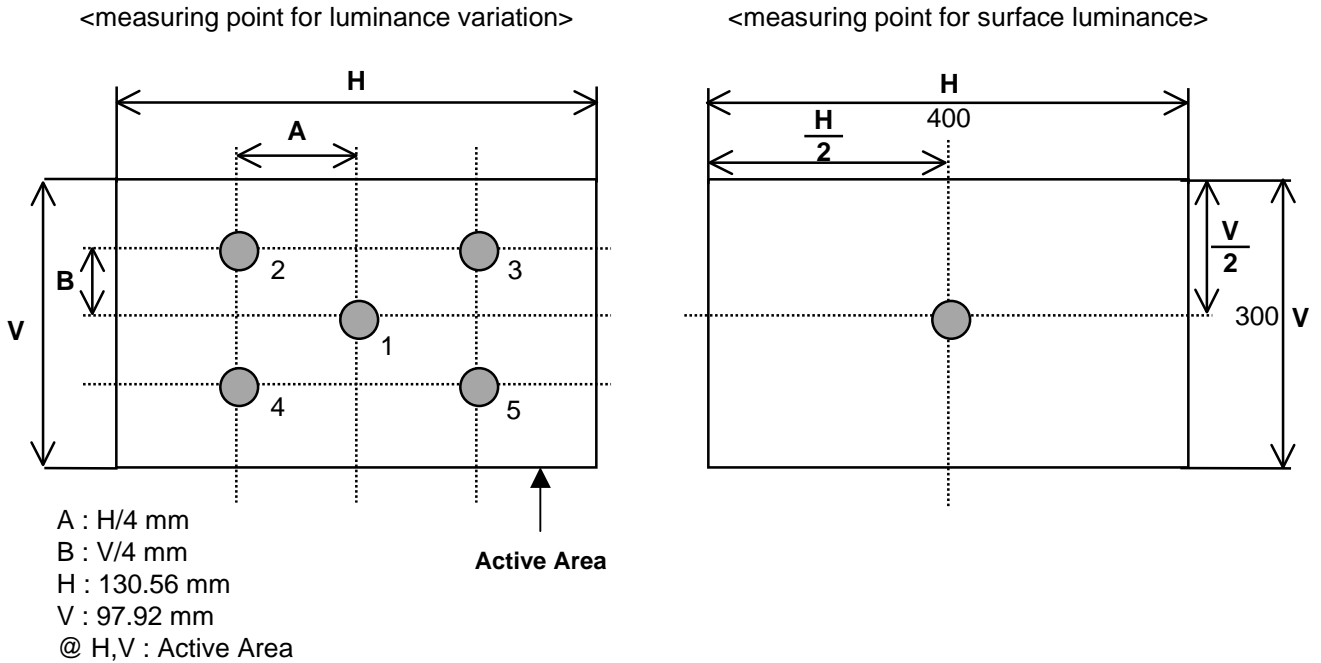 <measuring point for luminance variation>
H
A
B
V
2
3
1
4
5
A : H/4 mm
B : V/4 mm
H : 130.56 mm
V : 97.92 mm
@ H,V : Active Area
Active Area
<measuring point for surface luminance>
H
400
H
2
V
2
300 V